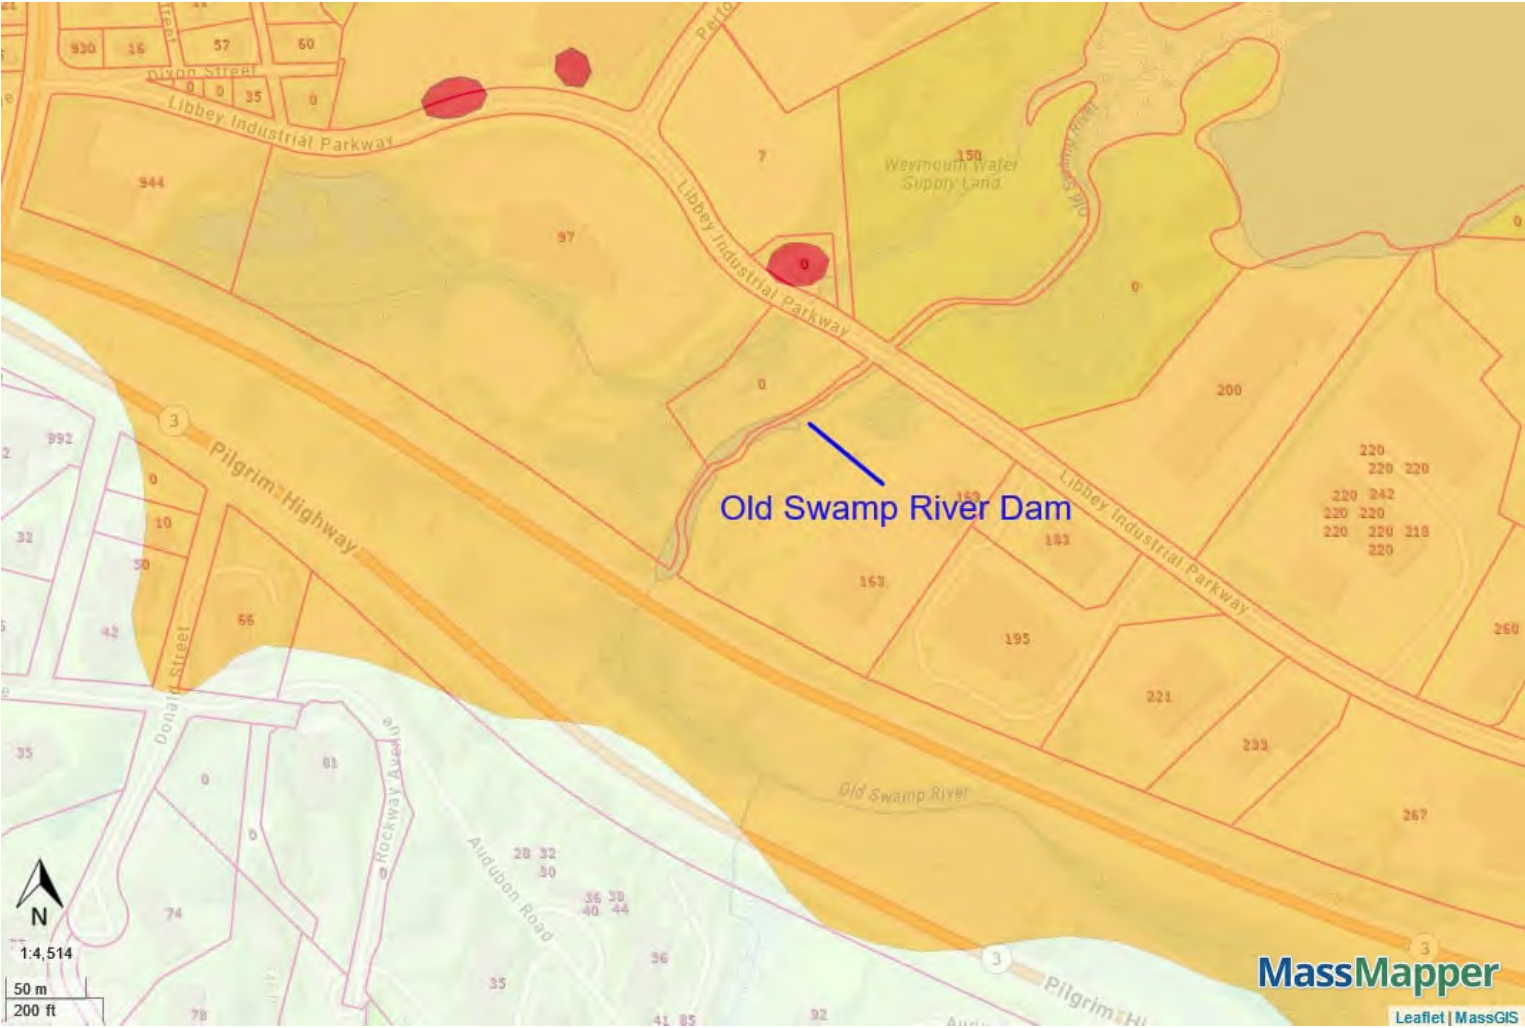 930
16
57
60
Dixon Street
0
0
35
0
Libbey Industrial Parkway
Perfo
944
97
7
Libbey Industrial Parkway
0
150
Weymouth Water
Supply Land
Old Swamp River
0
0
0
200
3
Pilgrim Highway
992
2
0
10
50
32
42
66
Old Swamp River Dam
159
183
163
195
Libbey Industrial Parkway
220
220 220
220 242
220 220
220 220 218
220
260
221
233
267
Donald Street
35
0
81
0
Rockway Avenue
0
Old Swamp River
Audubon Road
28 32
30
36 38
40 44
74
36
35
78
41 85
92
3
Pilgrim Hi
3
N
1:4,514
50 m
200 ft
MassMapper
Leaflet | MassGIS